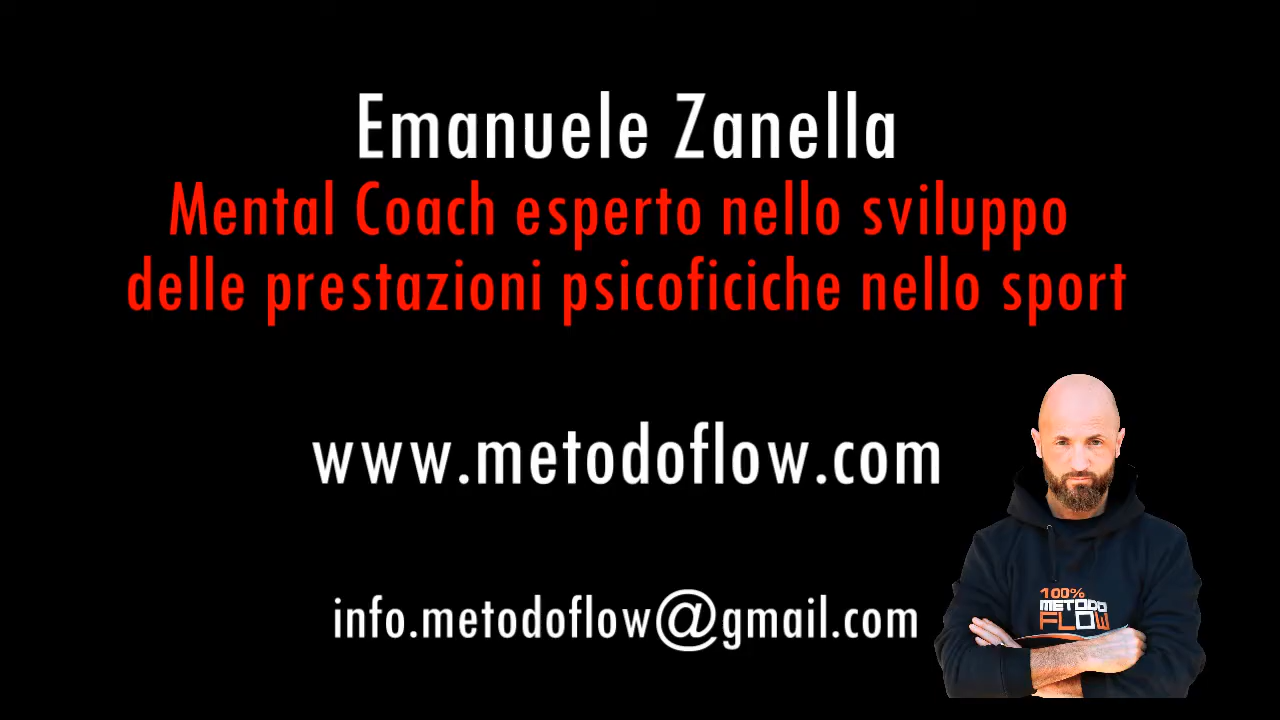 Emanuele Zanella
Mental Coach esperto nello sviluppo
delle prestazioni psicoficiche nello sport
www.metodoflow.com
info.metodoflow@gmail.com
100%
METODO
FLOW